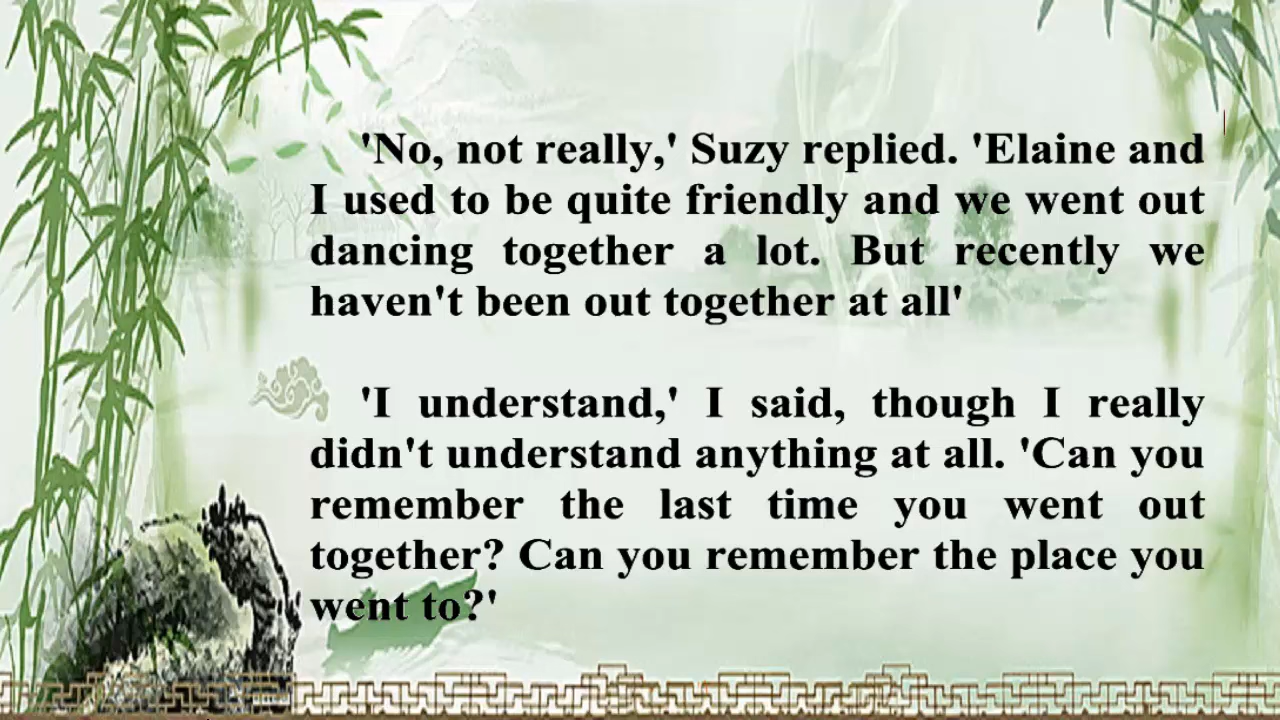 'No, not really,' Suzy replied. 'Elaine and
I used to be quite friendly and we went out
dancing together a lot. But recently we
haven't been out together at all'
'I understand,' I said, though I really
didn't understand anything at all. 'Can you
remember the last time you went out
together? Can you remember the place you
went to?'